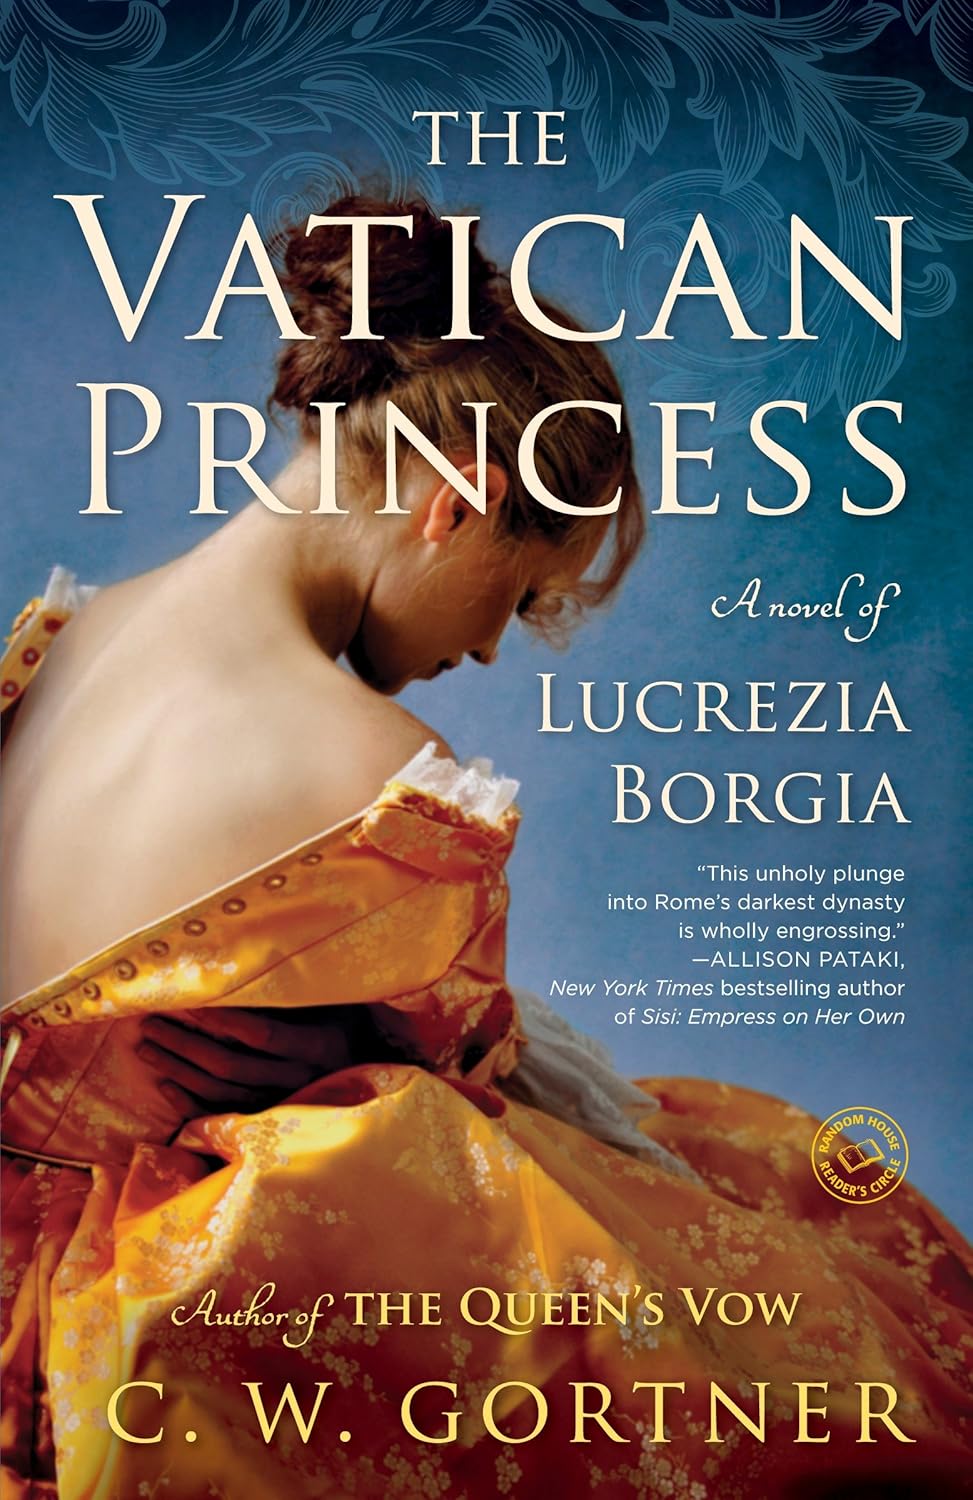 THE
VATICAN
PRINCESS
A novel of
LUCREZIA
BORGIA
“This unholy plunge
into Rome’s darkest dynasty
is wholly engrossing.”
—ALLISON PATAKI,
New York Times bestselling author
of Sisi: Empress on Her Own
RANDOM HOUSE
READER’S CIRCLE
Author of THE QUEEN’S VOW
C. W. GORTNER